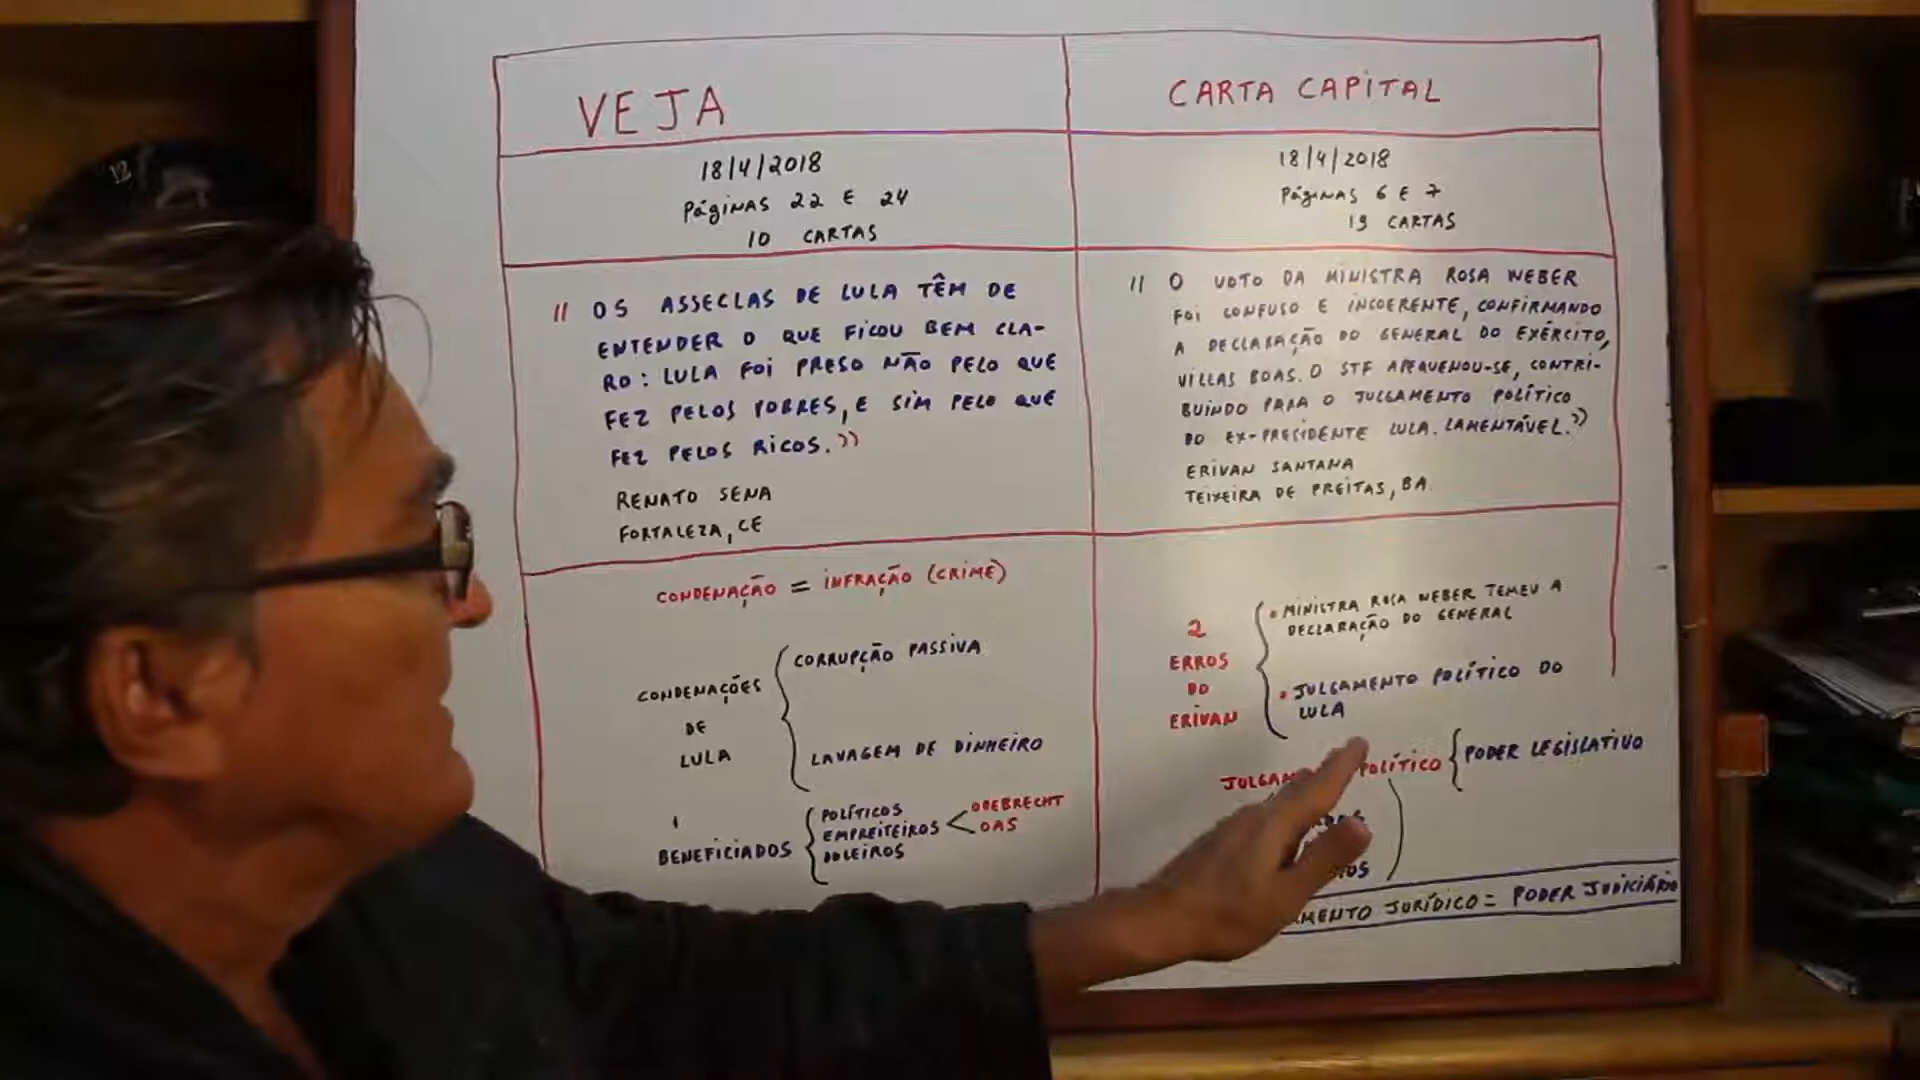 VEJA
18/4/2018
PÁGINAS 22 E 24
10 CARTAS
" OS ASSECLAS DE LULA TÊM DE
ENTENDER O QUE FICOU BEM CLA-
RO: LULA FOI PRESO NÃO PELO QUE
FEZ PELOS POBRES, E SIM PELO QUE
FEZ PELOS RICOS."
RENATO SENA
FORTALEZA, CE
CONDENAÇÃO = INFRAÇÃO (CRIME)
CONDENAÇÕES
DE
LULA
CORRUPÇÃO PASSIVA
LAVAGEM DE DINHEIRO
BENEFICIADOS
POLÍTICOS
EMPREITEIROS
DOLEIROS
ODEBRECHT
OAS
CARTA CAPITAL
18/4/2018
PÁGINAS 6 E 7
19 CARTAS
" O VOTO DA MINISTRA ROSA WEBER
FOI CONFUSO E INCOERENTE, CONFIRMANDO
A DECLARAÇÃO DO GENERAL DO EXÉRCITO,
VILLAS BOAS. O STF APEQUENOU-SE, CONTRI-
BUINDO PARA O JULGAMENTO POLÍTICO
DO EX-PRESIDENTE LULA. LAMENTÁVEL."
ERIVAN SANTANA
TEIXEIRA DE FREITAS, BA.
2
ERROS
DO
ERIVAN
• MINISTRA ROSA WEBER TEMEU A
DECLARAÇÃO DO GENERAL
• JULGAMENTO POLÍTICO DO
LULA
POLÍTICO
PODER LEGISLATIVO
JURÍDICO = PODER JUDICIÁRIO
12